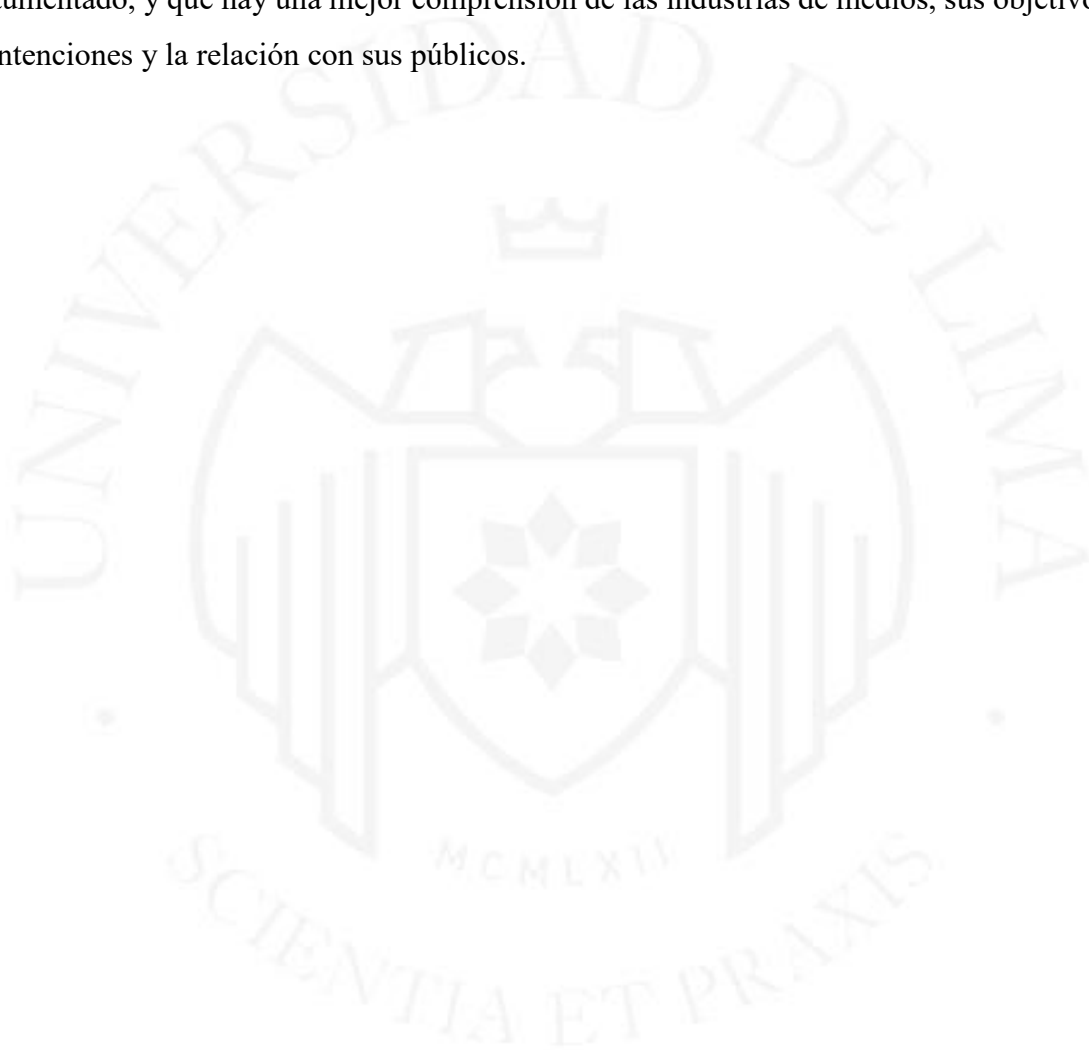 umentado, y que hay una mejor comprensión de las industrias de medios, sus objetivo
ntenciones y la relación con sus públicos.
UNIVERSIDAD DE LIMA
MCMLXII
SCIENTIA ET PRAXIS